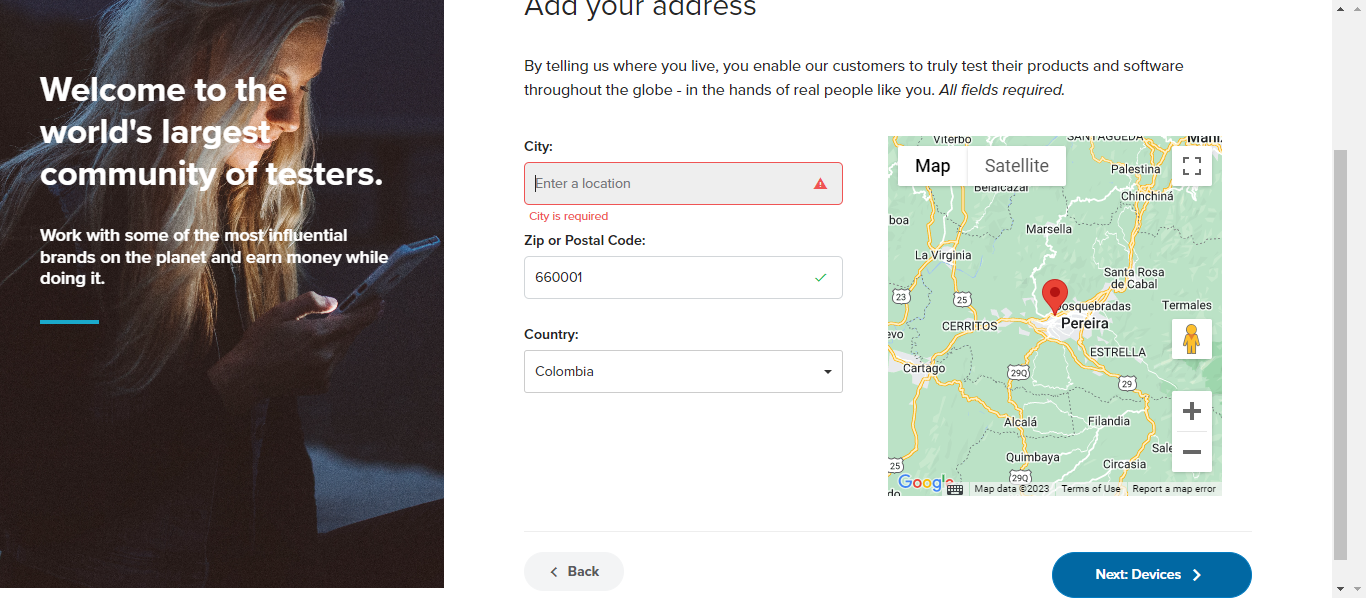 Add your address
Welcome to the
world's largest
community of testers.
Work with some of the most influential
brands on the planet and earn money while
doing it.
By telling us where you live, you enable our customers to truly test their products and software
throughout the globe - in the hands of real people like you. All fields required.
City:
Enter a location
City is required
Zip or Postal Code:
660001
Country:
Colombia
Map
Satellite
Viterbo
SANTAGUEDA
Palestina
Belalcázar
Chinchiná
boa
Marsella
La Virginia
Santa Rosa
de Cabal
23
25
Termales
Dosquebradas
CERRITOS
Pereira
evo
ESTRELLA
Cartago
29Q
29
Alcalá
Filandia
Quimbaya
Circasia
25
29Q
Google
Map data ©2023
Terms of Use
Report a map error
Back
Next: Devices